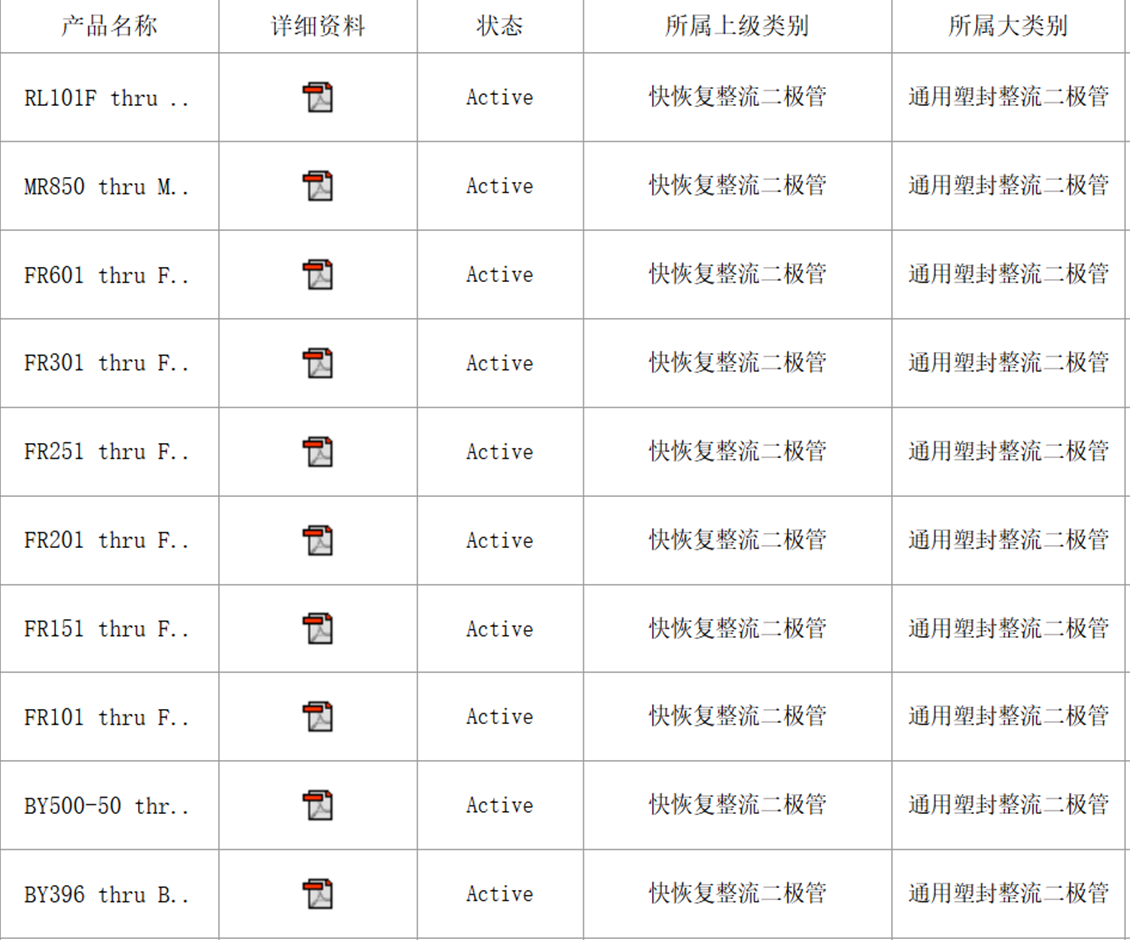 产品名称 详细资料 状态 所属上级类别 所属大类别
RL101F thru .. Active 快恢复整流二极管 通用塑封整流二极管
MR850 thru M.. Active 快恢复整流二极管 通用塑封整流二极管
FR601 thru F.. Active 快恢复整流二极管 通用塑封整流二极管
FR301 thru F.. Active 快恢复整流二极管 通用塑封整流二极管
FR251 thru F.. Active 快恢复整流二极管 通用塑封整流二极管
FR201 thru F.. Active 快恢复整流二极管 通用塑封整流二极管
FR151 thru F.. Active 快恢复整流二极管 通用塑封整流二极管
FR101 thru F.. Active 快恢复整流二极管 通用塑封整流二极管
BY500-50 thr.. Active 快恢复整流二极管 通用塑封整流二极管
BY396 thru B.. Active 快恢复整流二极管 通用塑封整流二极管